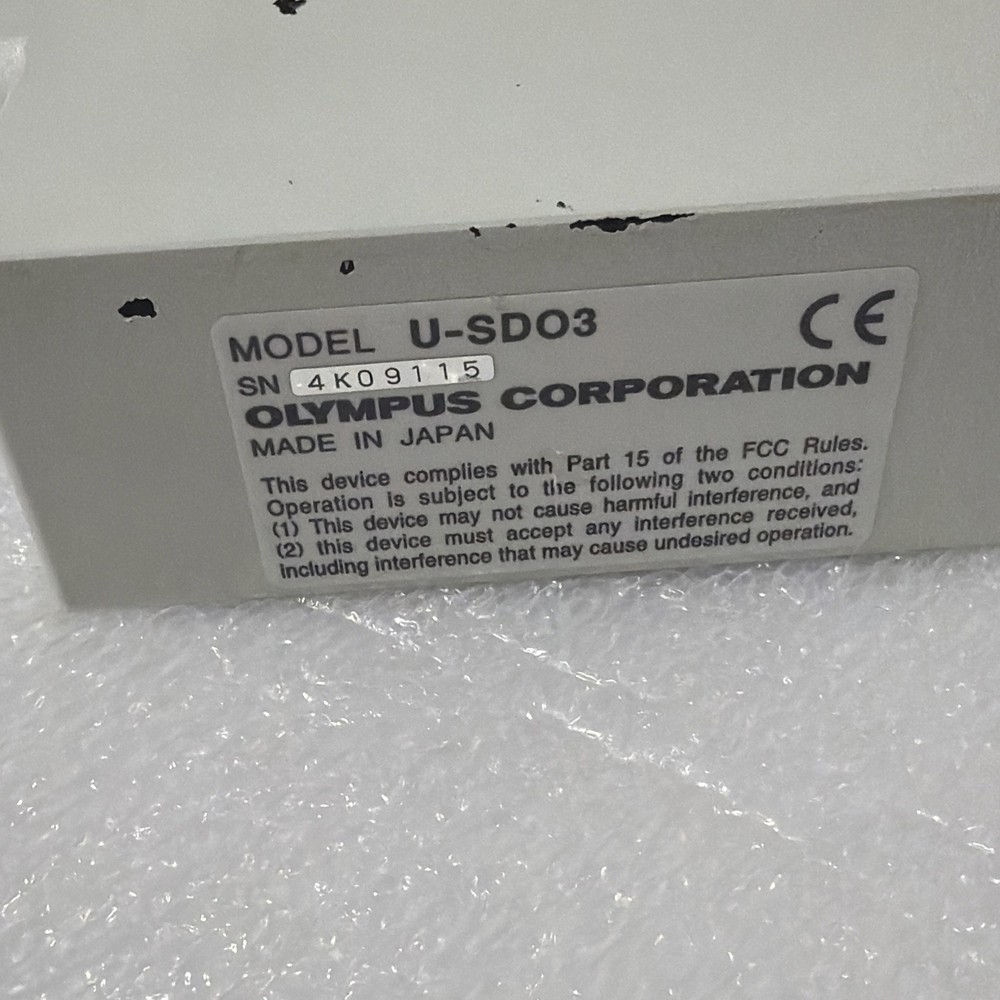 MODEL U-SDO3 CE
SN 4K09115
OLYMPUS CORPORATION
MADE IN JAPAN
This device complies with Part 15 of the FCC Rules.
Operation is subject to the following two conditions:
(1) This device may not cause harmful interference, and
(2) this device must accept any interference received,
including interference that may cause undesired operation.